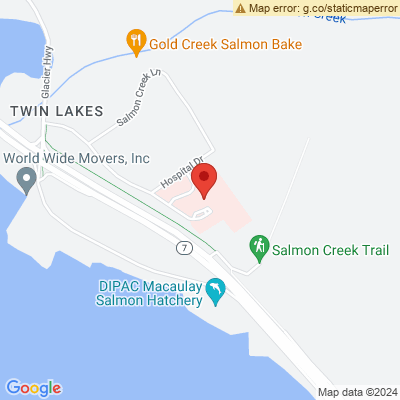 Map error: g.co/staticmaperror
Creek
Gold Creek Salmon Bake
Glacier Hwy
Salmon Creek Ln
TWIN LAKES
World Wide Movers, Inc
Hospital Dr
7
Salmon Creek Trail
DIPAC Macaulay
Salmon Hatchery
Google
Map data ©2024